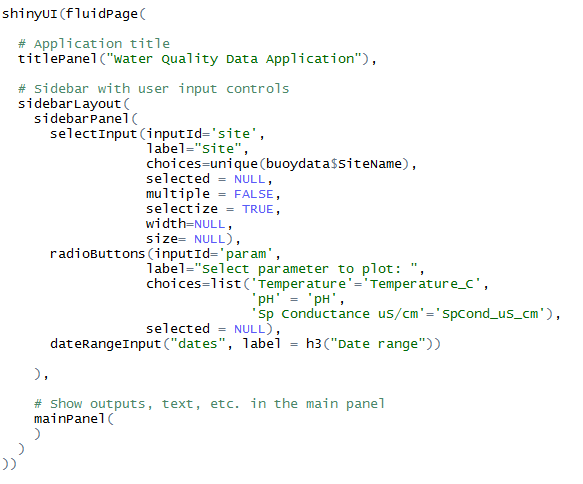 shinyUI(fluidPage(
# Application title
titlePanel("Water Quality Data Application"),
# Sidebar with user input controls
sidebarLayout(
sidebarPanel(
selectInput(inputId='site',
label="Site",
choices=unique(buoydata$SiteName),
selected = NULL,
multiple = FALSE,
selectize = TRUE,
width=NULL,
size= NULL),
radioButtons(inputId='param',
label="Select parameter to plot: ",
choices=list('Temperature'='Temperature_C',
'pH' = 'pH',
'Sp Conductance uS/cm'='SpCond_uS_cm'),
selected = NULL),
dateRangeInput("dates", label = h3("Date range"))
),
# Show outputs, text, etc. in the main panel
mainPanel(
)
)
))